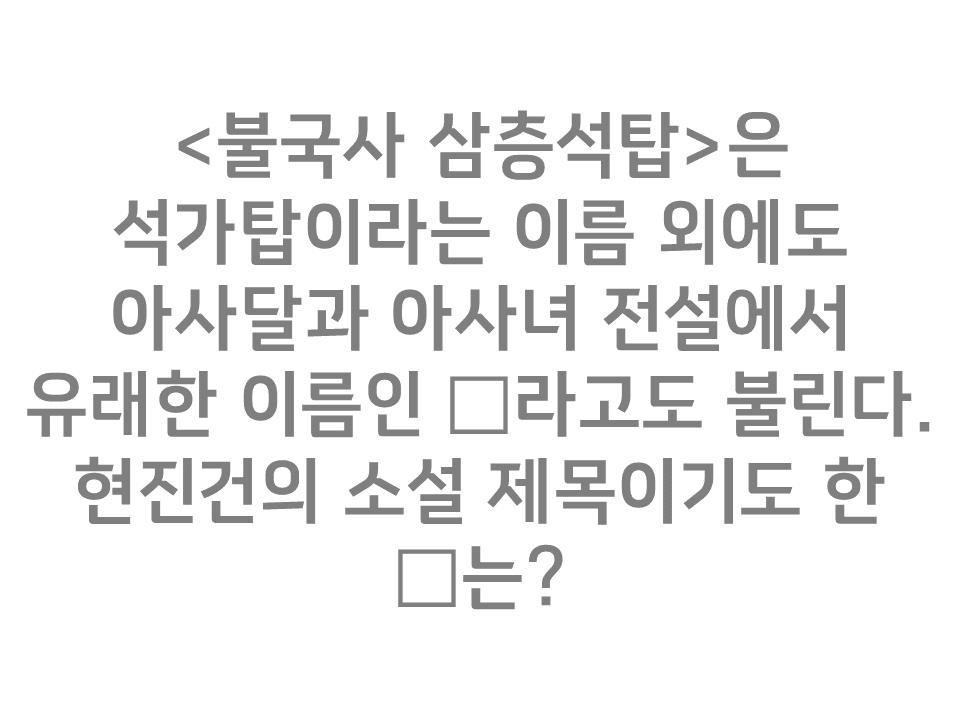 <불국사 삼층석탑>은
석가탑이라는 이름 외에도
아사달과 아사녀 전설에서
유래한 이름인 □라고도 불린다.
현진건의 소설 제목이기도 한
□는?